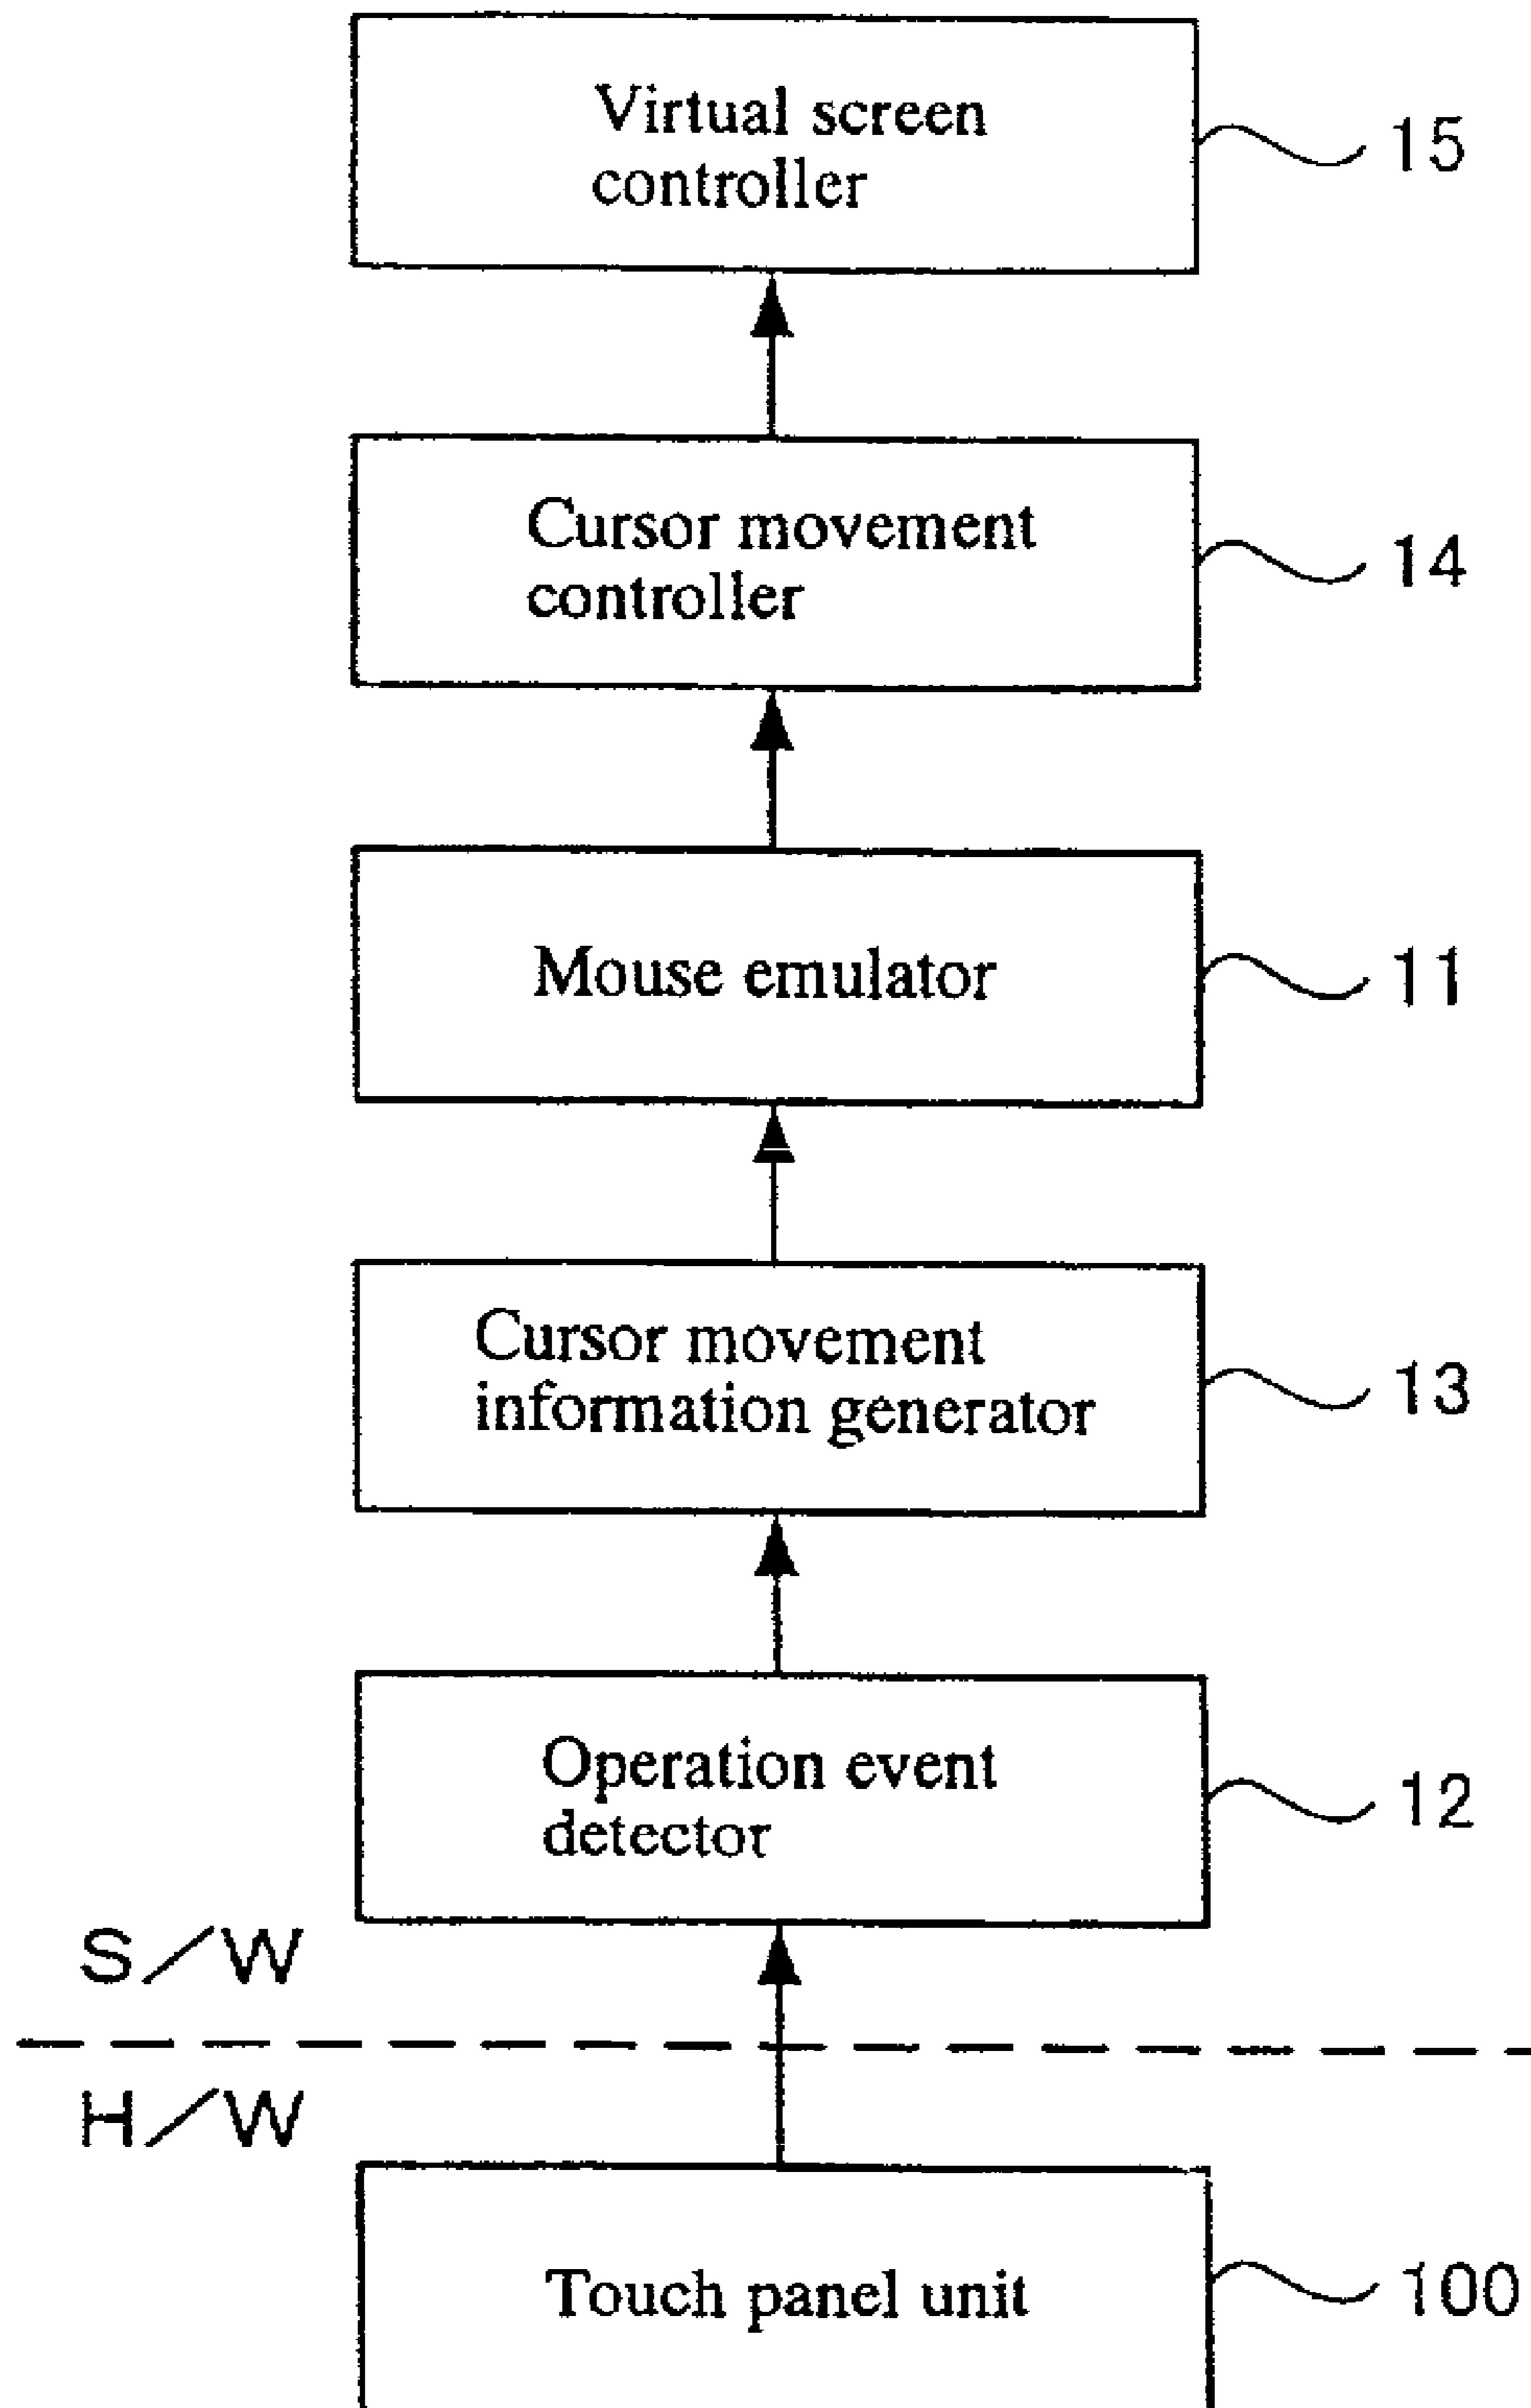 Virtual screen
controller
15
Cursor movement
controller
14
Mouse emulator
11
Cursor movement
information generator
13
Operation event
detector
12
S/W
H/W
Touch panel unit
100